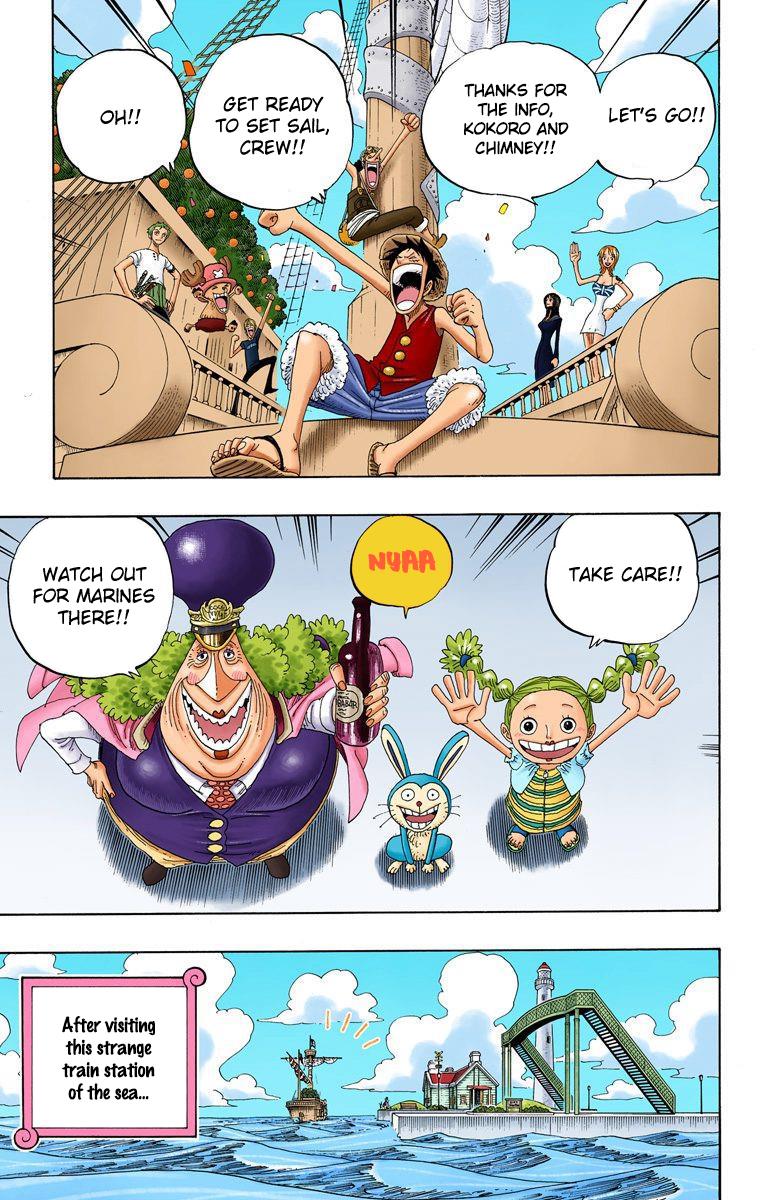 LET'S GO!!
THANKS FOR
THE INFO,
KOKORO AND
CHIMNEY!!
GET READY
TO SET SAIL,
CREW!!
OH!!
TAKE CARE!!
NYAA
WATCH OUT
FOR MARINES
THERE!!
BABAR
After visiting
this strange
train station
of the sea...